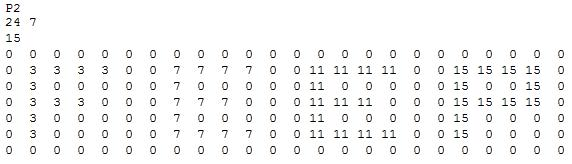 P2
24 7
15
0 0 0 0 0 0 0 0 0 0 0 0 0 0 0 0 0 0 0 0 0 0 0 0
0 3 3 3 3 0 0 7 7 7 7 0 0 11 11 11 11 0 0 15 15 15 15 0
0 3 0 0 0 0 0 7 0 0 0 0 0 11 0 0 0 0 0 15 0 0 15 0
0 3 3 3 0 0 0 7 7 7 0 0 0 11 11 11 0 0 0 15 15 15 15 0
0 3 0 0 0 0 0 7 0 0 0 0 0 11 0 0 0 0 0 15 0 0 0 0
0 3 0 0 0 0 0 7 7 7 7 0 0 11 11 11 11 0 0 15 0 0 0 0
0 0 0 0 0 0 0 0 0 0 0 0 0 0 0 0 0 0 0 0 0 0 0 0